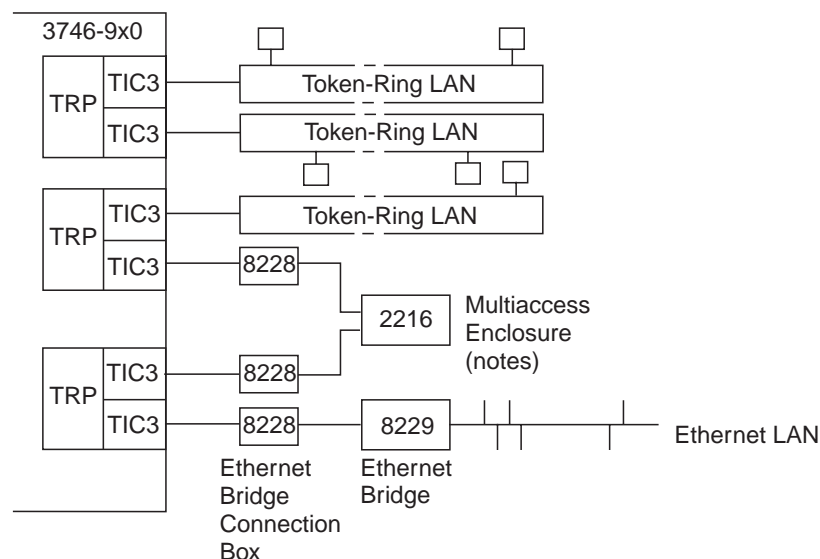 3746-9x0
TRP
TIC3
TIC3
Token-Ring LAN
Token-Ring LAN
TRP
TIC3
TIC3
Token-Ring LAN
8228
2216
Multiaccess
Enclosure
(notes)
TRP
TIC3
TIC3
8228
8228
8229
Ethernet LAN
Ethernet
Bridge
Connection
Box
Ethernet
Bridge